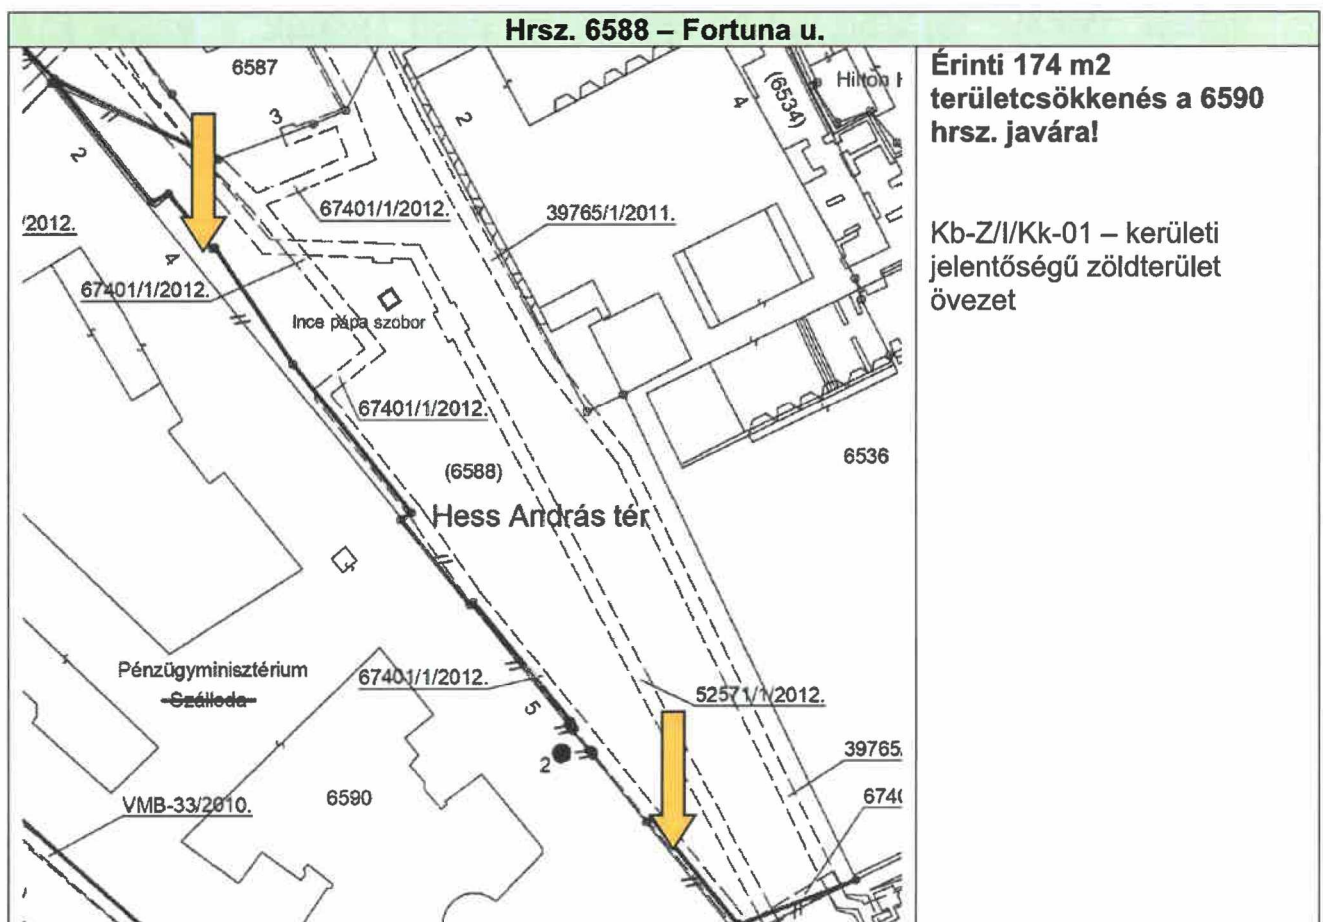 Hrsz. 6588 – Fortuna u.
Érinti 174 m2
területcsökkenés a 6590
hrsz. javára!
Kb-Z/I/Kk-01 – kerületi
jelentőségű zöldterület
övezet
6587
3
2
4
(6534)
Hilton H
2
67401/1/2012.
39765/1/2011.
/2012.
4
67401/1/2012.
Ince pápa szobor
67401/1/2012.
(6588)
6536
Hess András tér
Pénzügyminisztérium
Szálloda
67401/1/2012.
5
52571/1/2012.
2
39765
6590
VMB-33/2010.
4